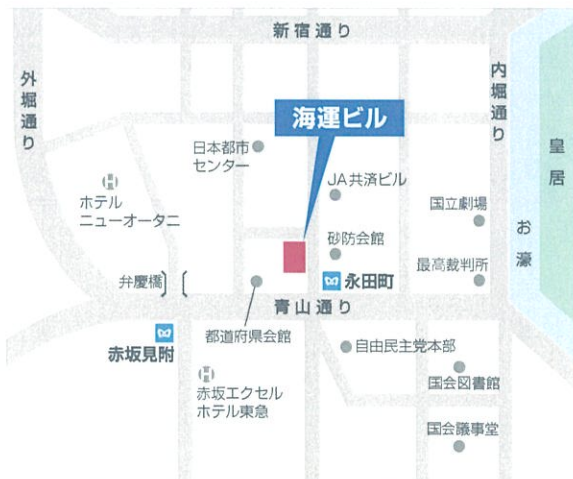 新宿通り
外堀通り
内堀通り
海運ビル
日本都市
センター
皇居
JA共済ビル
ホテル
ニューオータニ
国立劇場
お濠
砂防会館
最高裁判所
弁慶橋
永田町
青山通り
都道府県会館
赤坂見附
自由民主党本部
国会図書館
赤坂エクセル
ホテル東急
国会議事堂